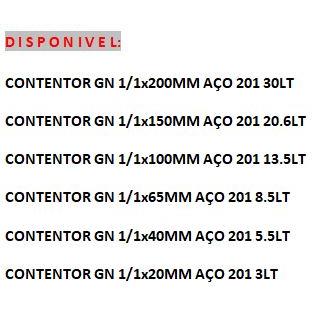 DISPONIVEL:
CONTENTOR GN 1/1x200MM AÇO 201 30LT
CONTENTOR GN 1/1x150MM AÇO 201 20.6LT
CONTENTOR GN 1/1x100MM AÇO 201 13.5LT
CONTENTOR GN 1/1x65MM AÇO 201 8.5LT
CONTENTOR GN 1/1x40MM AÇO 201 5.5LT
CONTENTOR GN 1/1x20MM AÇO 201 3LT